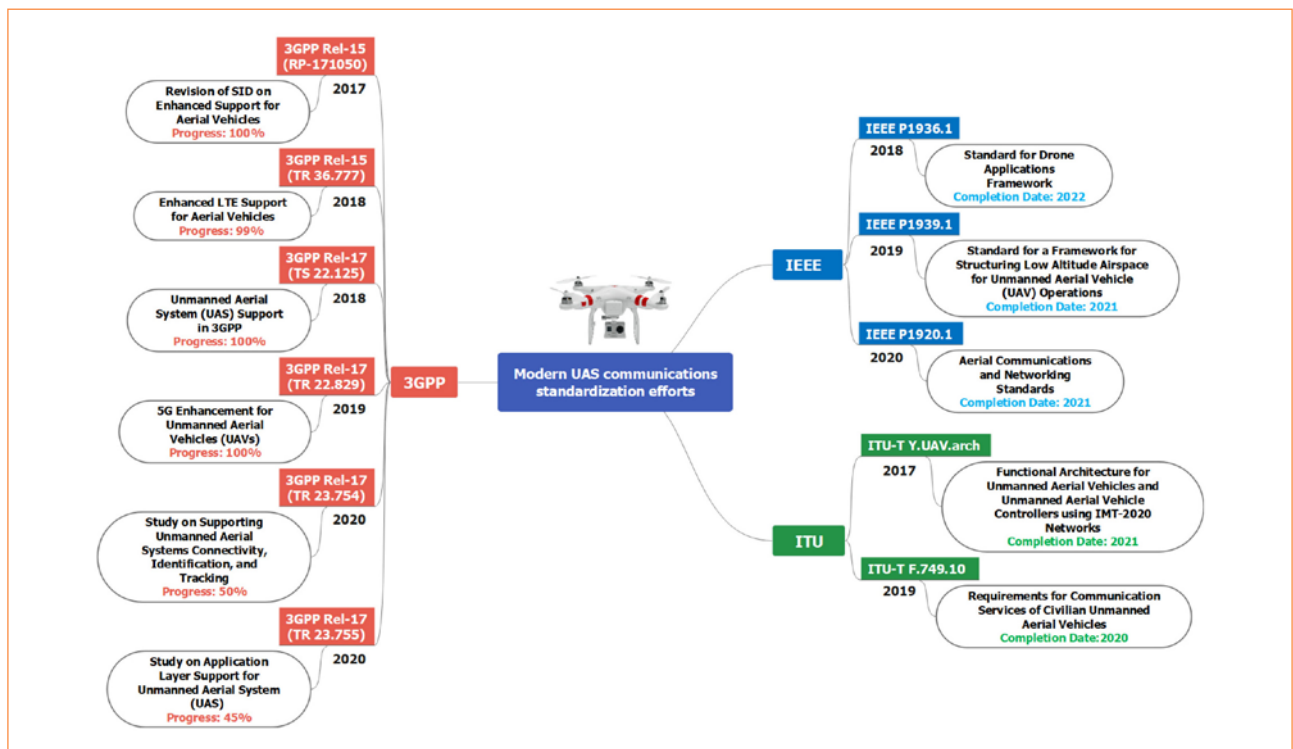 3GPP Rel-15
(RP-171050)
2017
Revision of SID on
Enhanced Support for
Aerial Vehicles
Progress: 100%
3GPP Rel-15
(TR 36.777)
2018
Enhanced LTE Support
for Aerial Vehicles
Progress: 99%
3GPP Rel-17
(TS 22.125)
2018
Unmanned Aerial
System (UAS) Support
in 3GPP
Progress: 100%
3GPP Rel-17
(TR 22.829)
2019
5G Enhancement for
Unmanned Aerial
Vehicles (UAVs)
Progress: 100%
3GPP Rel-17
(TR 23.754)
2020
Study on Supporting
Unmanned Aerial
Systems Connectivity,
Identification, and
Tracking
Progress: 50%
3GPP Rel-17
(TR 23.755)
2020
Study on Application
Layer Support for
Unmanned Aerial System
(UAS)
Progress: 45%
3GPP
Modern UAS communications
standardization efforts
IEEE
IEEE P1936.1
2018
Standard for Drone
Applications
Framework
Completion Date: 2022
IEEE P1939.1
2019
Standard for a Framework for
Structuring Low Altitude Airspace
for Unmanned Aerial Vehicle
(UAV) Operations
Completion Date: 2021
IEEE P1920.1
2020
Aerial Communications
and Networking
Standards
Completion Date: 2021
ITU
ITU-T Y.UAV.arch
2017
Functional Architecture for
Unmanned Aerial Vehicles and
Unmanned Aerial Vehicle
Controllers using IMT-2020
Networks
Completion Date: 2021
ITU-T F.749.10
2019
Requirements for Communication
Services of Civilian Unmanned
Aerial Vehicles
Completion Date:2020